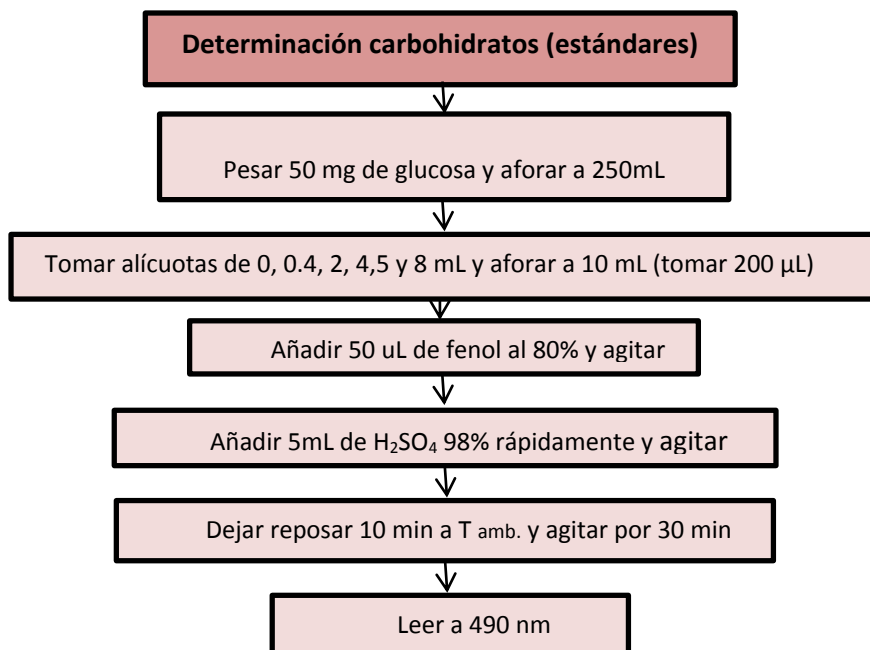 Determinación carbohidratos (estándares)
Pesar 50 mg de glucosa y aforar a 250mL
Tomar alícuotas de 0, 0.4, 2, 4,5 y 8 mL y aforar a 10 mL (tomar 200 µL)
Añadir 50 uL de fenol al 80% y agitar
Añadir 5mL de H₂SO₄ 98% rápidamente y agitar
Dejar reposar 10 min a T amb. y agitar por 30 min
Leer a 490 nm